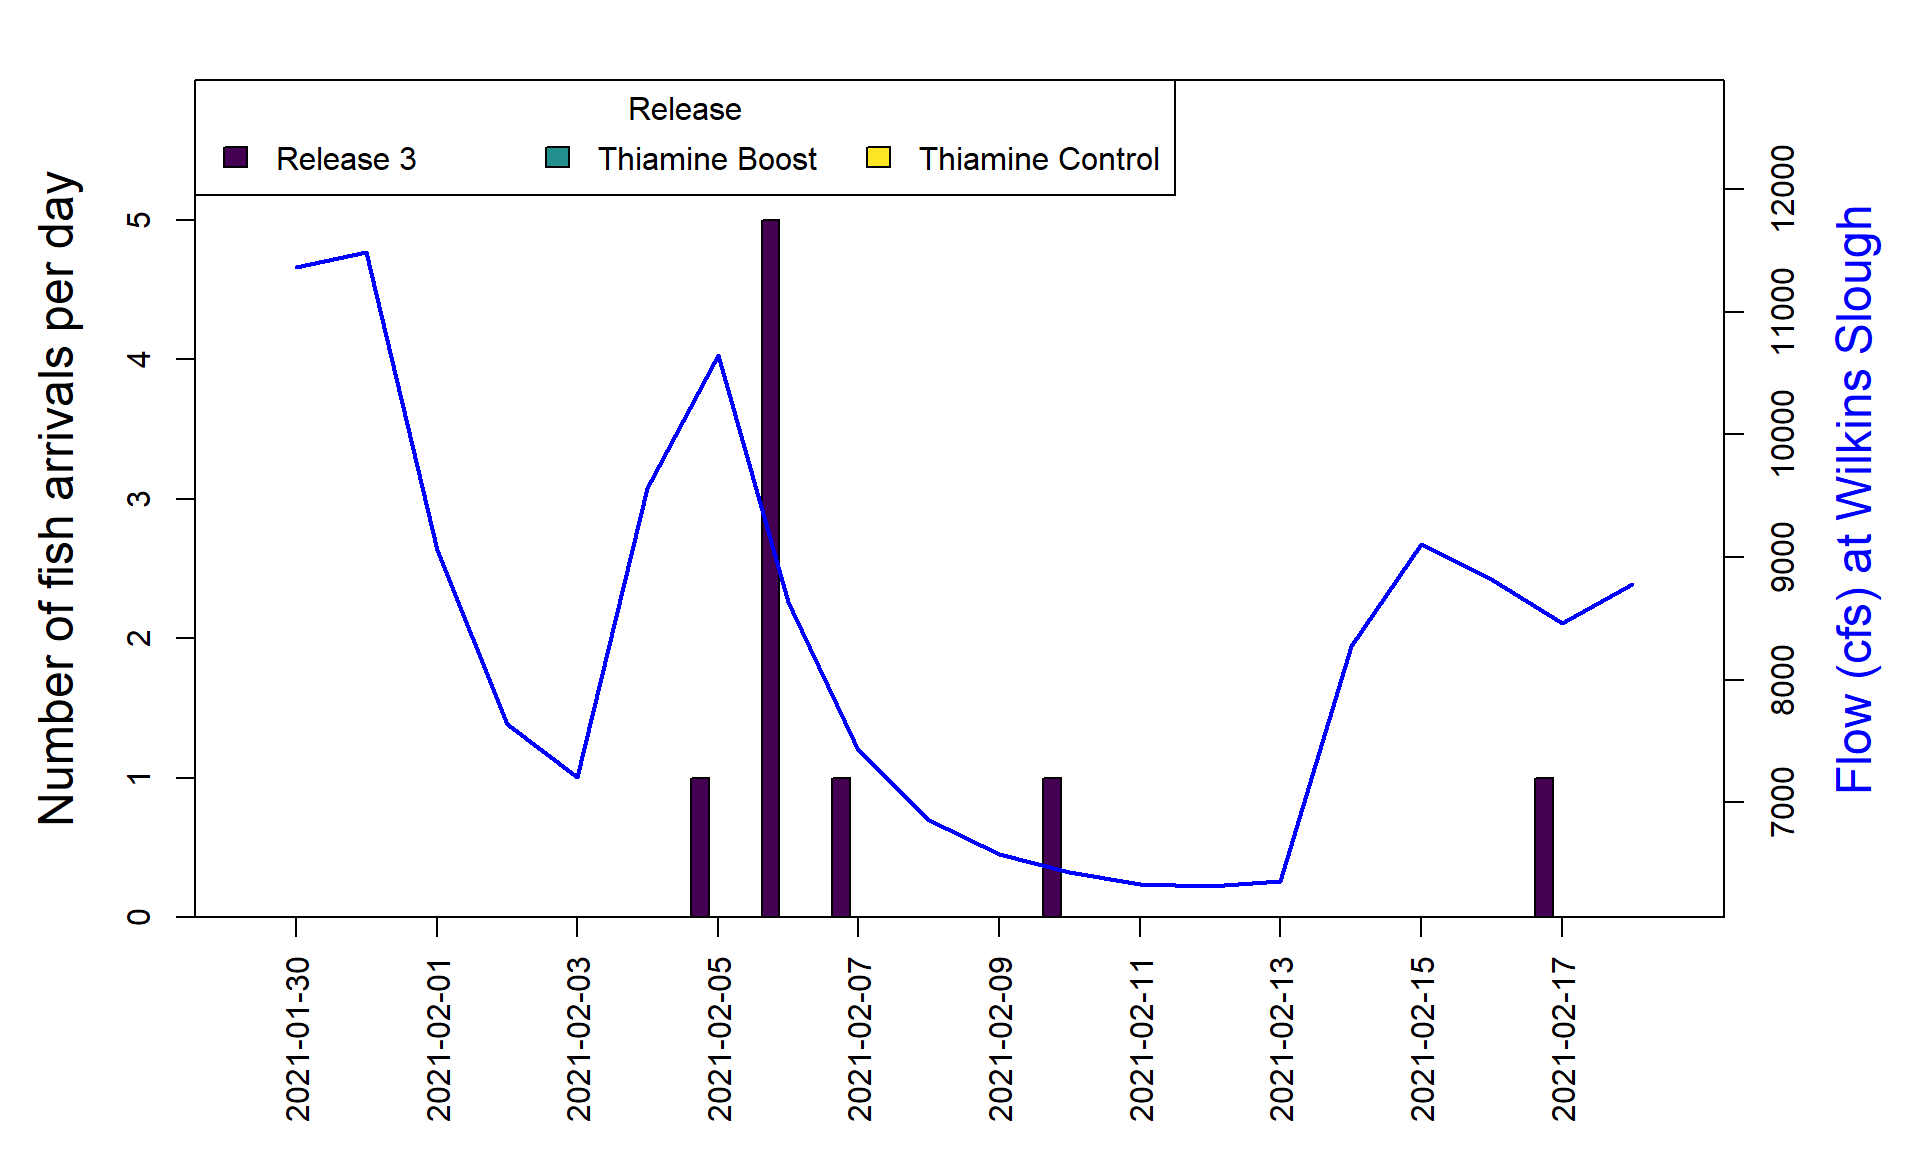 Release
Release 3 Thiamine Boost Thiamine Control
Number of fish arrivals per day
0 1 2 3 4 5
7000 8000 9000 10000 11000 12000
Flow (cfs) at Wilkins Slough
2021-01-30 2021-02-01 2021-02-03 2021-02-05 2021-02-07 2021-02-09 2021-02-11 2021-02-13 2021-02-15 2021-02-17